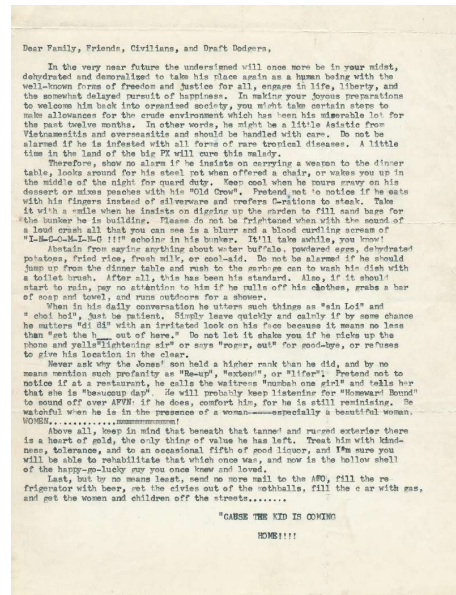 Dear Family, Friends, Civilians, and Draft Dodgers,
In the very near future the undersigned will once more be in your midst,
dehydrated and demoralized to take his place again as a human being with the
well-known forms of freedom and justice for all, engage in life, liberty, and
the somewhat delayed pursuit of happiness. In making your joyous preparations
to welcome him back into organized society, you might take certain steps to
make allowances for the crude environment which has been his miserable lot for
the past twelve months. In other words, he might be a little Asiatic from
Vietnamesitis and overseasitis and should be handled with care. Do not be
alarmed if he is infested with all forms of rare tropical diseases. A little
time in the land of the big PX will cure this malady.
Therefore, show no alarm if he insists on carrying a weapon to the dinner
table, looks around for his steel pot when offered a chair, or wakes you up in
the middle of the night for guard duty. Keep cool when he pours gravy on his
dessert or mixes peaches with his "Old Crow". Pretend not to notice if he eats
with his fingers instead of silverware and prefers C-rations to steak. Take
it with a smile when he insists on digging up the garden to fill sand bags for
the bunker he is building. Please do not be frightened when with the sound of
a loud crash all that you can see is a blurr and a blood curdling scream of
"I-N-C-O-M-I-N-G !!!" echoing in his bunker. It'll take awhile, you know!
Abstain from saying anything about water buffalo, powdered eggs, dehydrated
potatoes, fried rice, fresh milk, or cool-aid. Do not be alarmed if he should
jump up from the dinner table and rush to the garbage can to wash his dish with
a toilet brush. After all, this has been his standard. Also, if it should
start to rain, pay no attention to him if he pulls off his clothes, grabs a bar
of soap and towel, and runs outdoors for a shower.
When in his daily conversation he utters such things as "sin Loi" and
" choi hoi", just be patient. Simply leave quickly and calmly if by some chance
he mutters "di di" with an irritated look on his face because it means no less
than "get the h___ out of here." Do not let it shake you if he picks up the
phone and yells "lightening sir" or says "roger, out" for good-bye, or refuses
to give his location in the clear.
Never ask why the Jones' son held a higher rank than he did, and by no
means mention such profanity as "Re-up", "extend", or "lifer". Pretend not to
notice if at a restaurant, he calls the waitress "numbah one girl" and tells her
that she is "beaucoup dap". He will probably keep listening for "Homeward Bound"
to sound off over AFVN: if he does, comfort him, for he is still reminising. Be
watchful when he is in the presence of a woman-----especially a beautiful woman.
WOMEN
Above all, keep in mind that beneath that tanned and rugged exterior there
is a heart of gold, the only thing of value he has left. Treat him with kind-
ness, tolerance, and to an occasional fifth of good liquor, and I'm sure you
will be able to rehabilitate that which once was, and now is the hollow shell
of the happy-go-lucky guy you once knew and loved.
Last, but by no means least, send no more mail to the APO, fill the re
frigerator with beer, get the civies out of the mothballs, fill the c ar with gas,
and get the women and children off the streets........
"CAUSE THE KID IS COMING
HOME!!!!